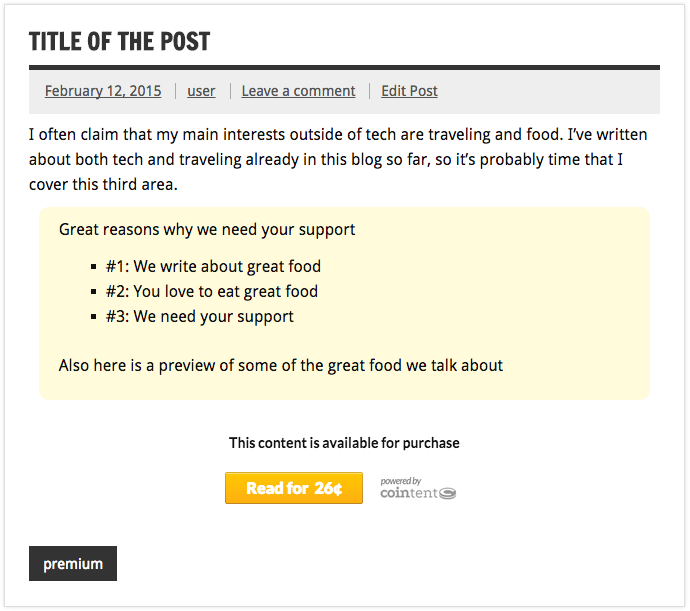 TITLE OF THE POST
February 12, 2015 user Leave a comment Edit Post
I often claim that my main interests outside of tech are traveling and food. I’ve written
about both tech and traveling already in this blog so far, so it’s probably time that I
cover this third area.
Great reasons why we need your support
#1: We write about great food
#2: You love to eat great food
#3: We need your support
Also here is a preview of some of the great food we talk about
This content is available for purchase
Read for 26¢
powered by
cointent
premium